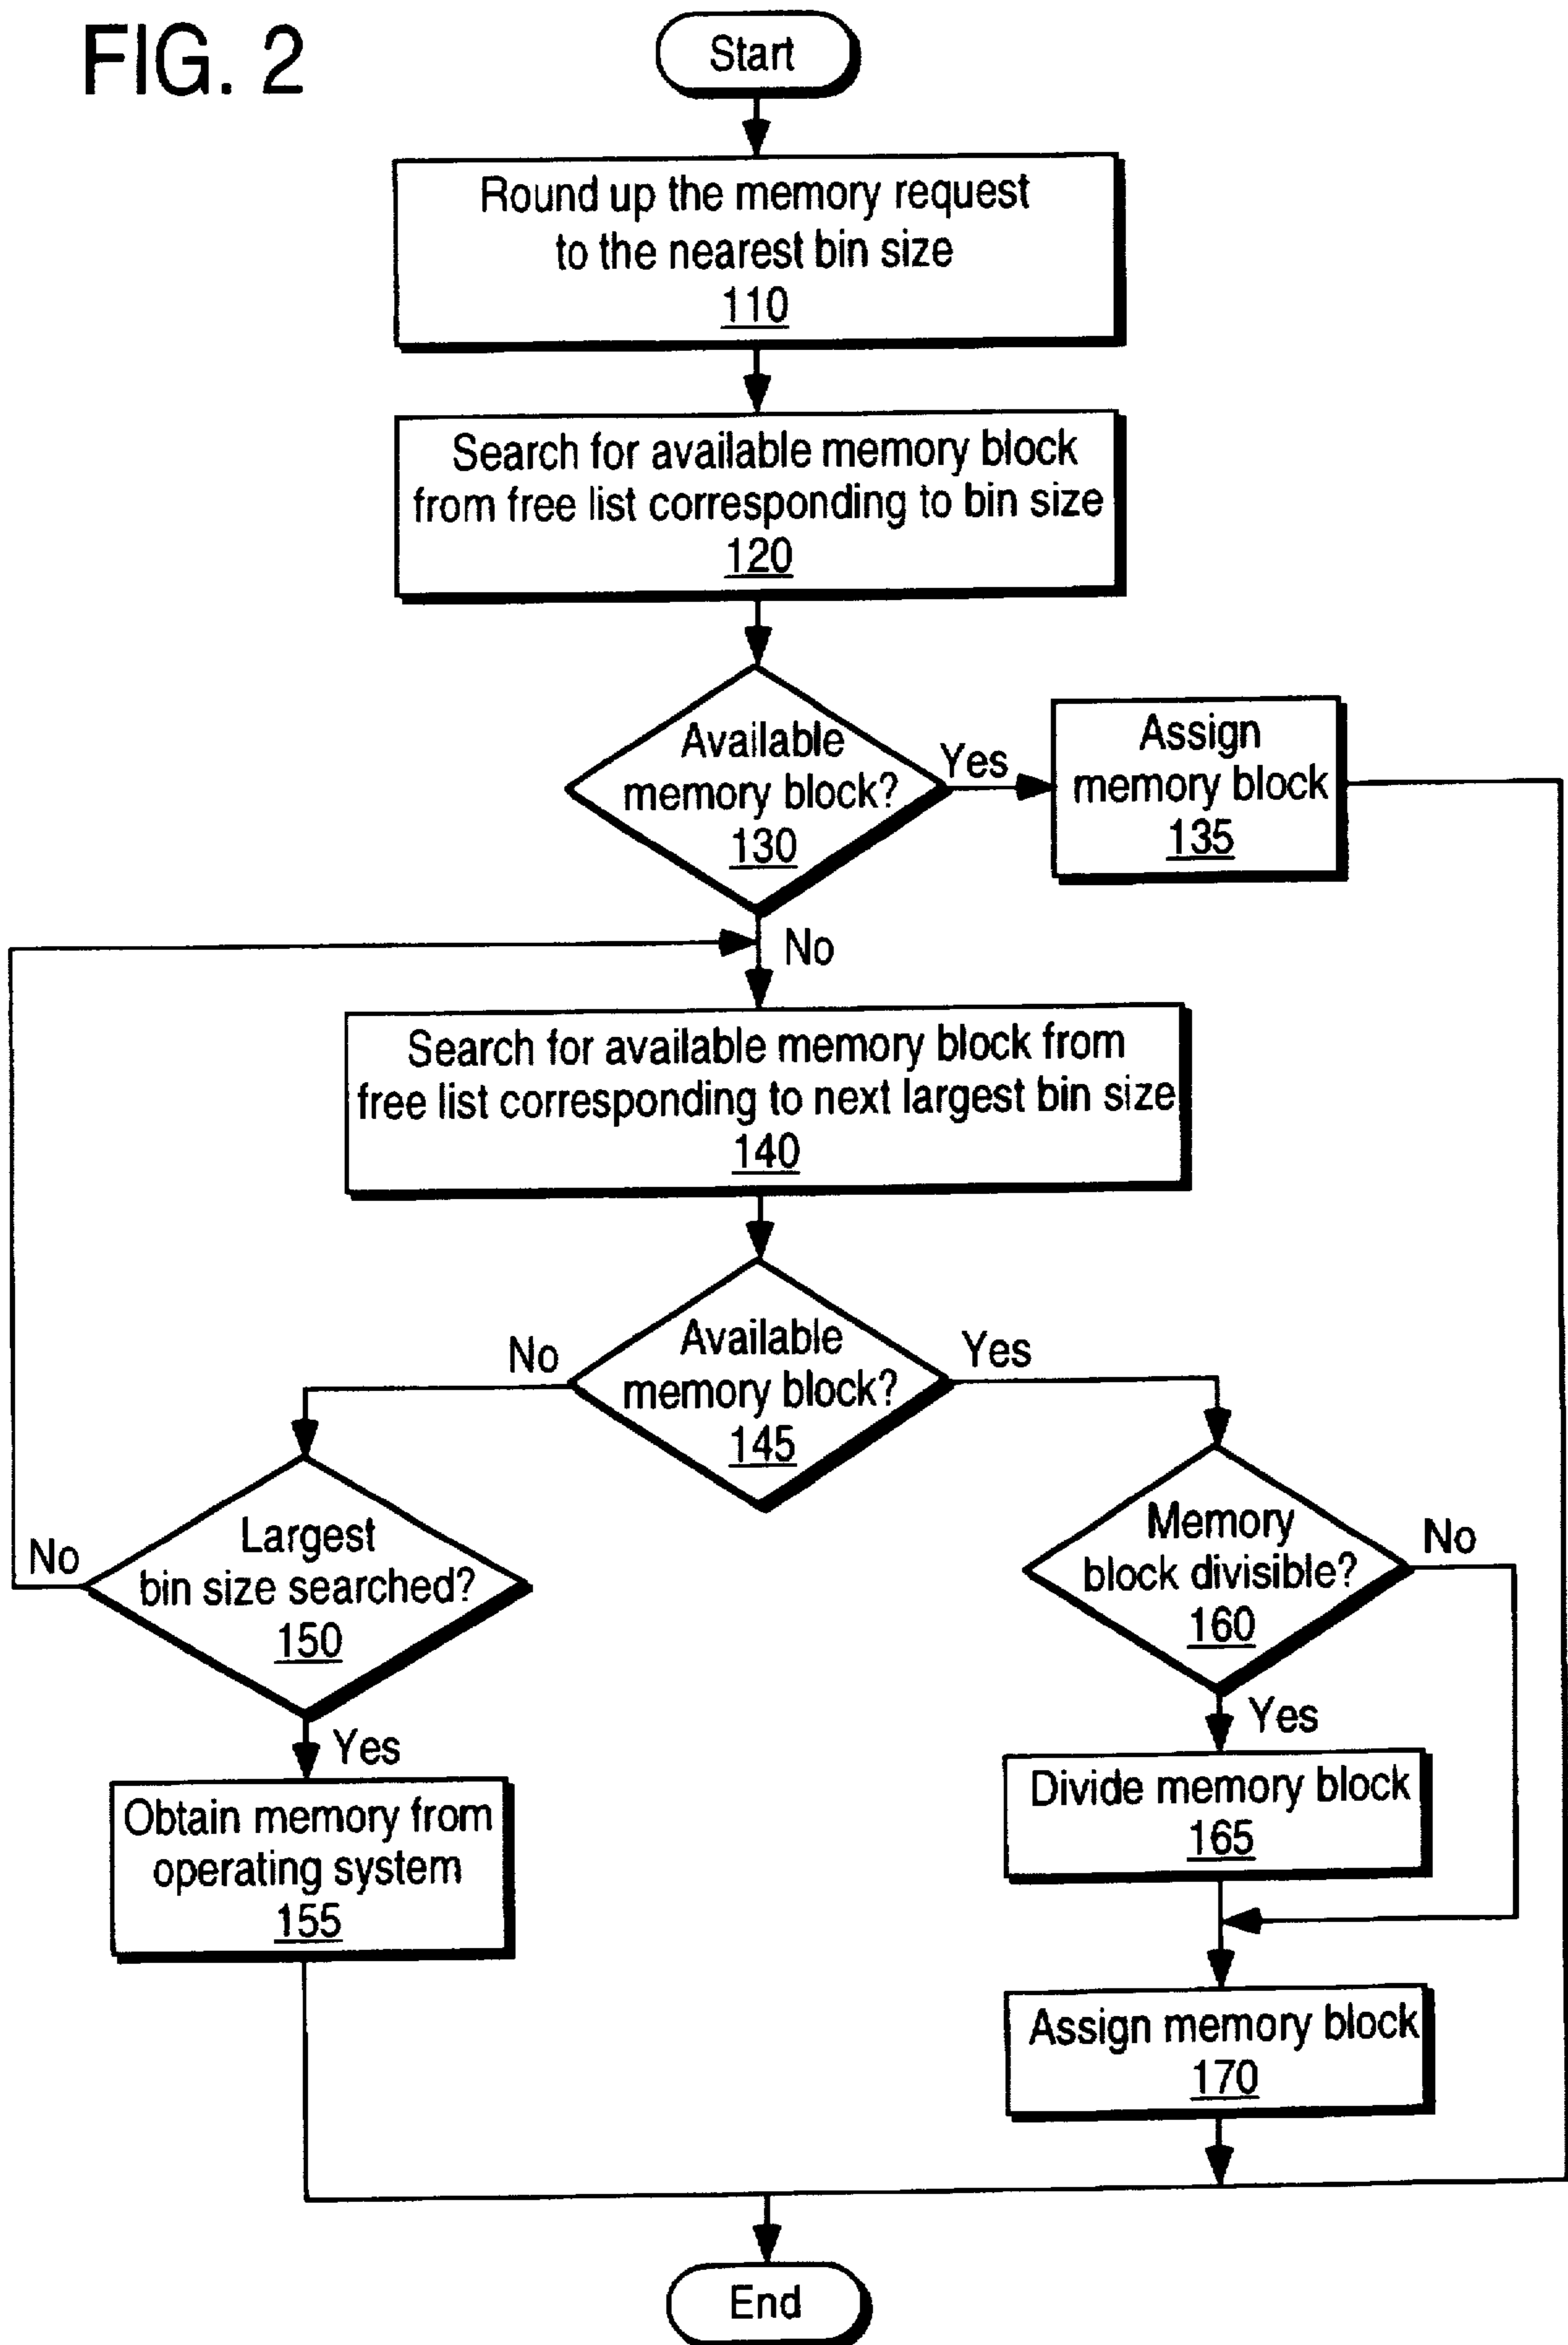 FIG. 2
Start
Round up the memory request
to the nearest bin size
110
Search for available memory block
from free list corresponding to bin size
120
Available
memory block?
130
Yes
Assign
memory block
135
No
Search for available memory block from
free list corresponding to next largest bin size
140
Available
memory block?
145
No
Yes
Largest
bin size searched?
150
No
Yes
Memory
block divisible?
160
No
Yes
Obtain memory from
operating system
155
Divide memory block
165
Assign memory block
170
End